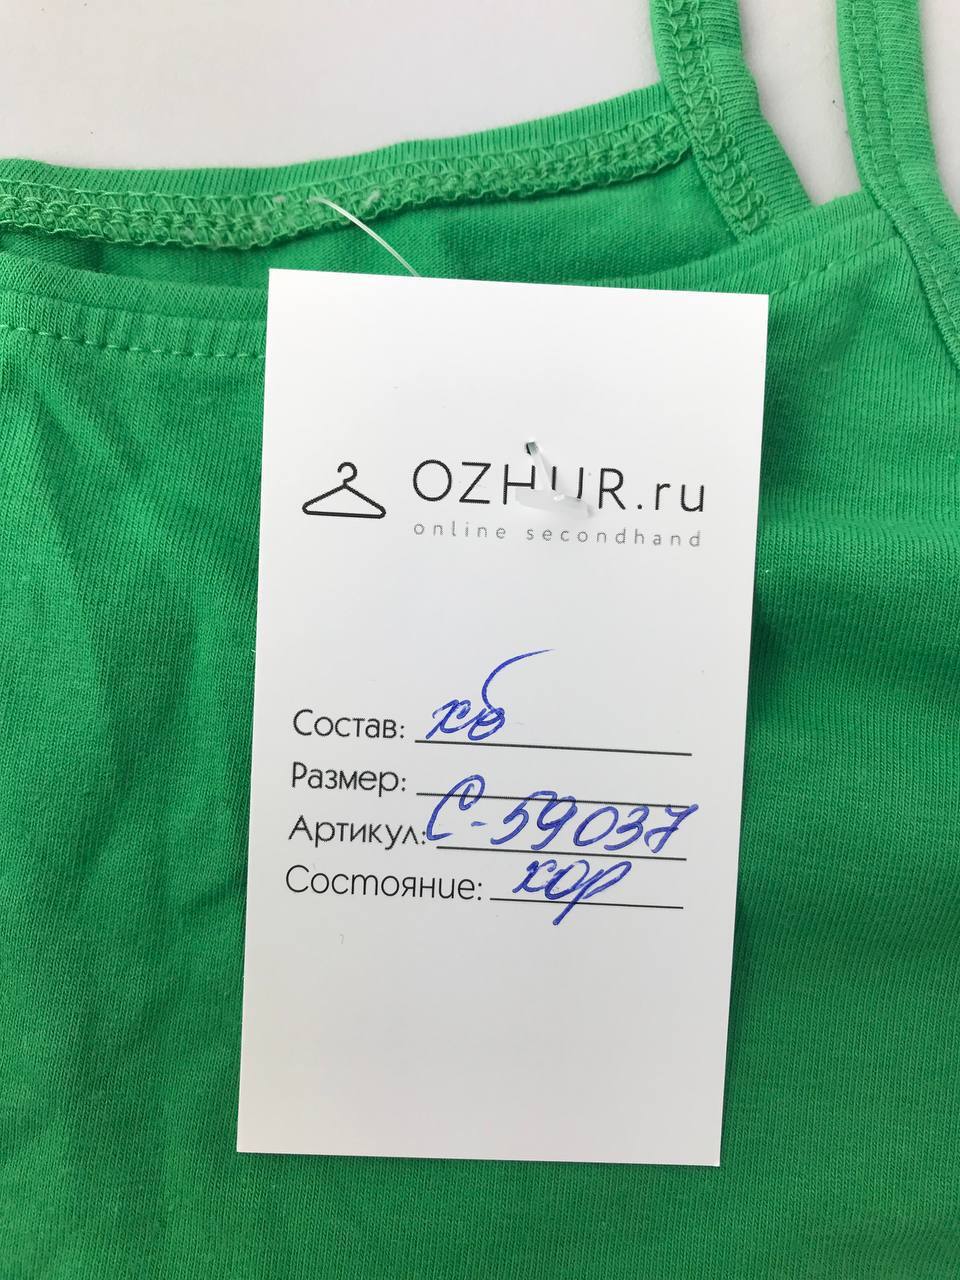 OZHUR.ru
online secondhand
Состав: хб
Размер:
Артикул: С-59037
Состояние: хор